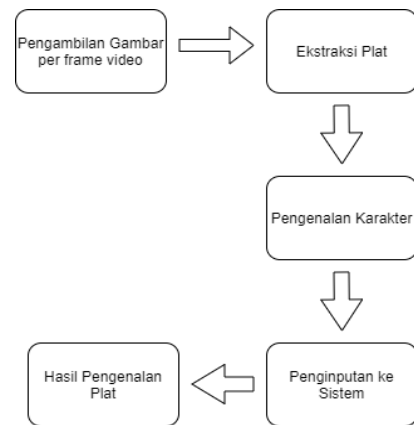 Pengambilan Gambar
per frame video
Ekstraksi Plat
Pengenalan Karakter
Penginputan ke
Sistem
Hasil Pengenalan
Plat